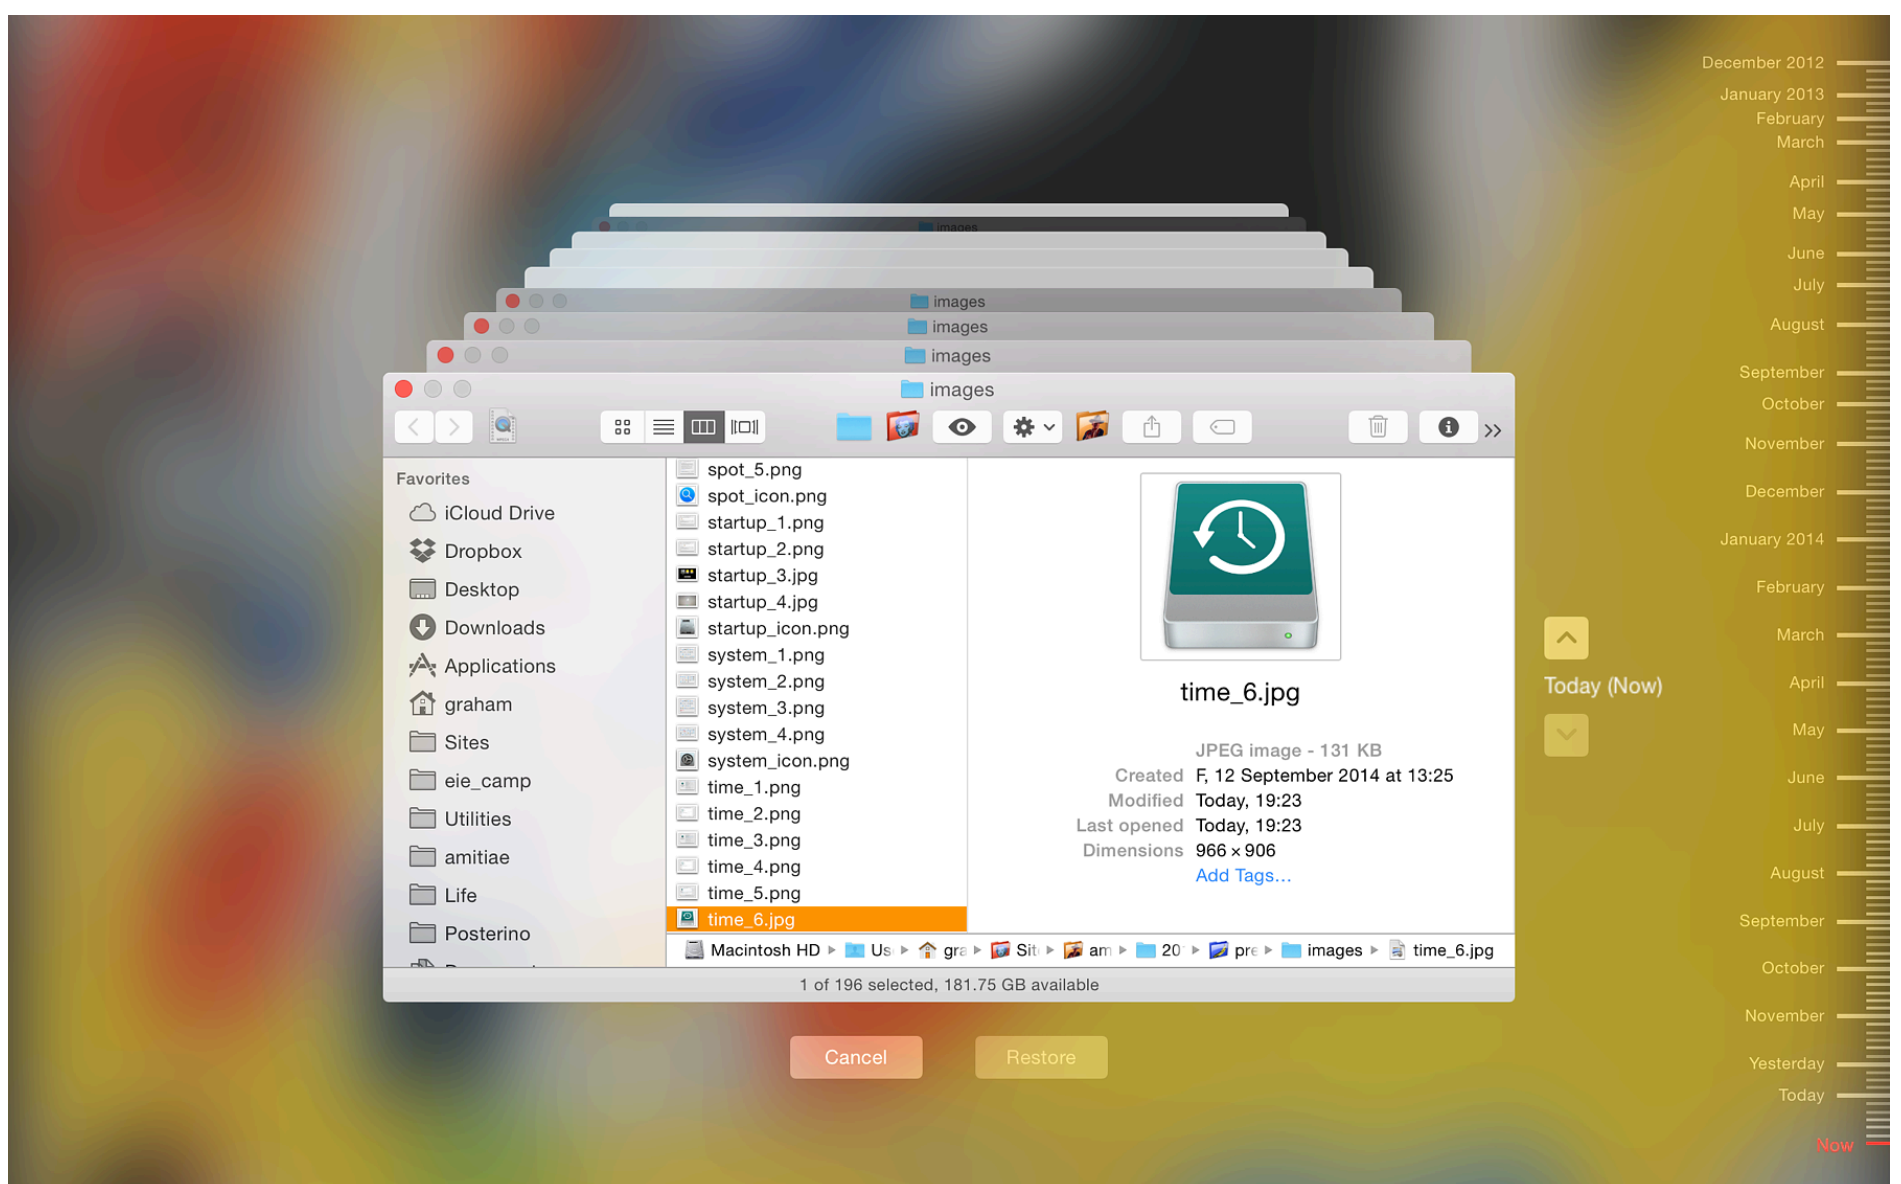 images
images
images
images
images
Favorites
iCloud Drive
Dropbox
Desktop
Downloads
Applications
graham
Sites
eie_camp
Utilities
amitiae
Life
Posterino
spot_5.png
spot_icon.png
startup_1.png
startup_2.png
startup_3.jpg
startup_4.jpg
startup_icon.png
system_1.png
system_2.png
system_3.png
system_4.png
system_icon.png
time_1.png
time_2.png
time_3.png
time_4.png
time_5.png
time_6.jpg
time_6.jpg
JPEG image - 131 KB
Created F, 12 September 2014 at 13:25
Modified Today, 19:23
Last opened Today, 19:23
Dimensions 966 × 906
Add Tags...
Macintosh HD Us gra Sit am 20 pre images time_6.jpg
1 of 196 selected, 181.75 GB available
Cancel
Restore
Today (Now)
December 2012
January 2013
February
March
April
May
June
July
August
September
October
November
December
January 2014
February
March
April
May
June
July
August
September
October
November
Yesterday
Today
Now